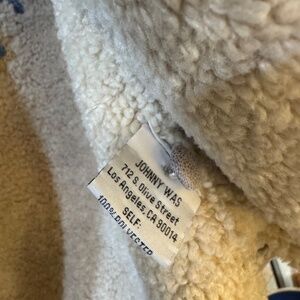 JOHNNY WAS
712 S. Olive Street
Los Angeles, CA 90014
SELF:
100% POLYESTER